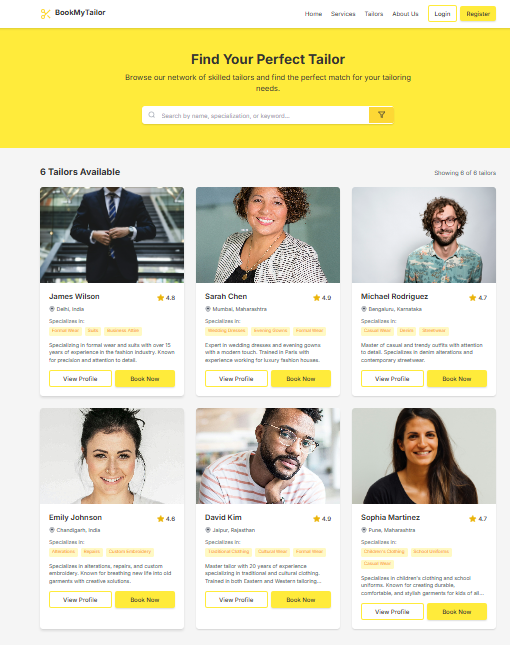 BookMyTailor
Home Services Tailors About Us Login Register
Find Your Perfect Tailor
Browse our network of skilled tailors and find the perfect match for your tailoring
needs.
Search by name, specialization, or keyword...
6 Tailors Available
Showing 6 of 6 tailors
James Wilson 4.8
Delhi, India
Specializes in:
Formal Wear Suits Business Attire
Specializing in formal wear and suits with over 15
years of experience in the fashion industry. Known
for precision and attention to detail.
View Profile Book Now
Sarah Chen 4.9
Mumbai, Maharashtra
Specializes in:
Wedding Dresses Evening Gowns Formal Wear
Expert in wedding dresses and evening gowns
with a modern touch. Trained in Paris with
experience working for luxury fashion houses.
View Profile Book Now
Michael Rodriguez 4.7
Bengaluru, Karnataka
Specializes in:
Casual Wear Denim Streetwear
Master of casual and trendy outfits with attention
to detail. Specializes in denim alterations and
contemporary streetwear.
View Profile Book Now
Emily Johnson 4.6
Chandigarh, India
Specializes in:
Alterations Repairs Custom Embroidery
Specializes in alterations, repairs, and custom
embroidery. Known for breathing new life into old
garments with creative solutions.
View Profile Book Now
David Kim 4.9
Jaipur, Rajasthan
Specializes in:
Traditional Clothing Cultural Wear Formal Wear
Master tailor with 20 years of experience
specializing in traditional and cultural clothing.
Trained in both Eastern and Western tailoring...
View Profile Book Now
Sophia Martinez 4.7
Pune, Maharashtra
Specializes in:
Children's Clothing School Uniforms
Casual Wear
Specializes in children's clothing and school
uniforms. Known for creating durable,
comfortable, and stylish garments for kids of all...
View Profile Book Now